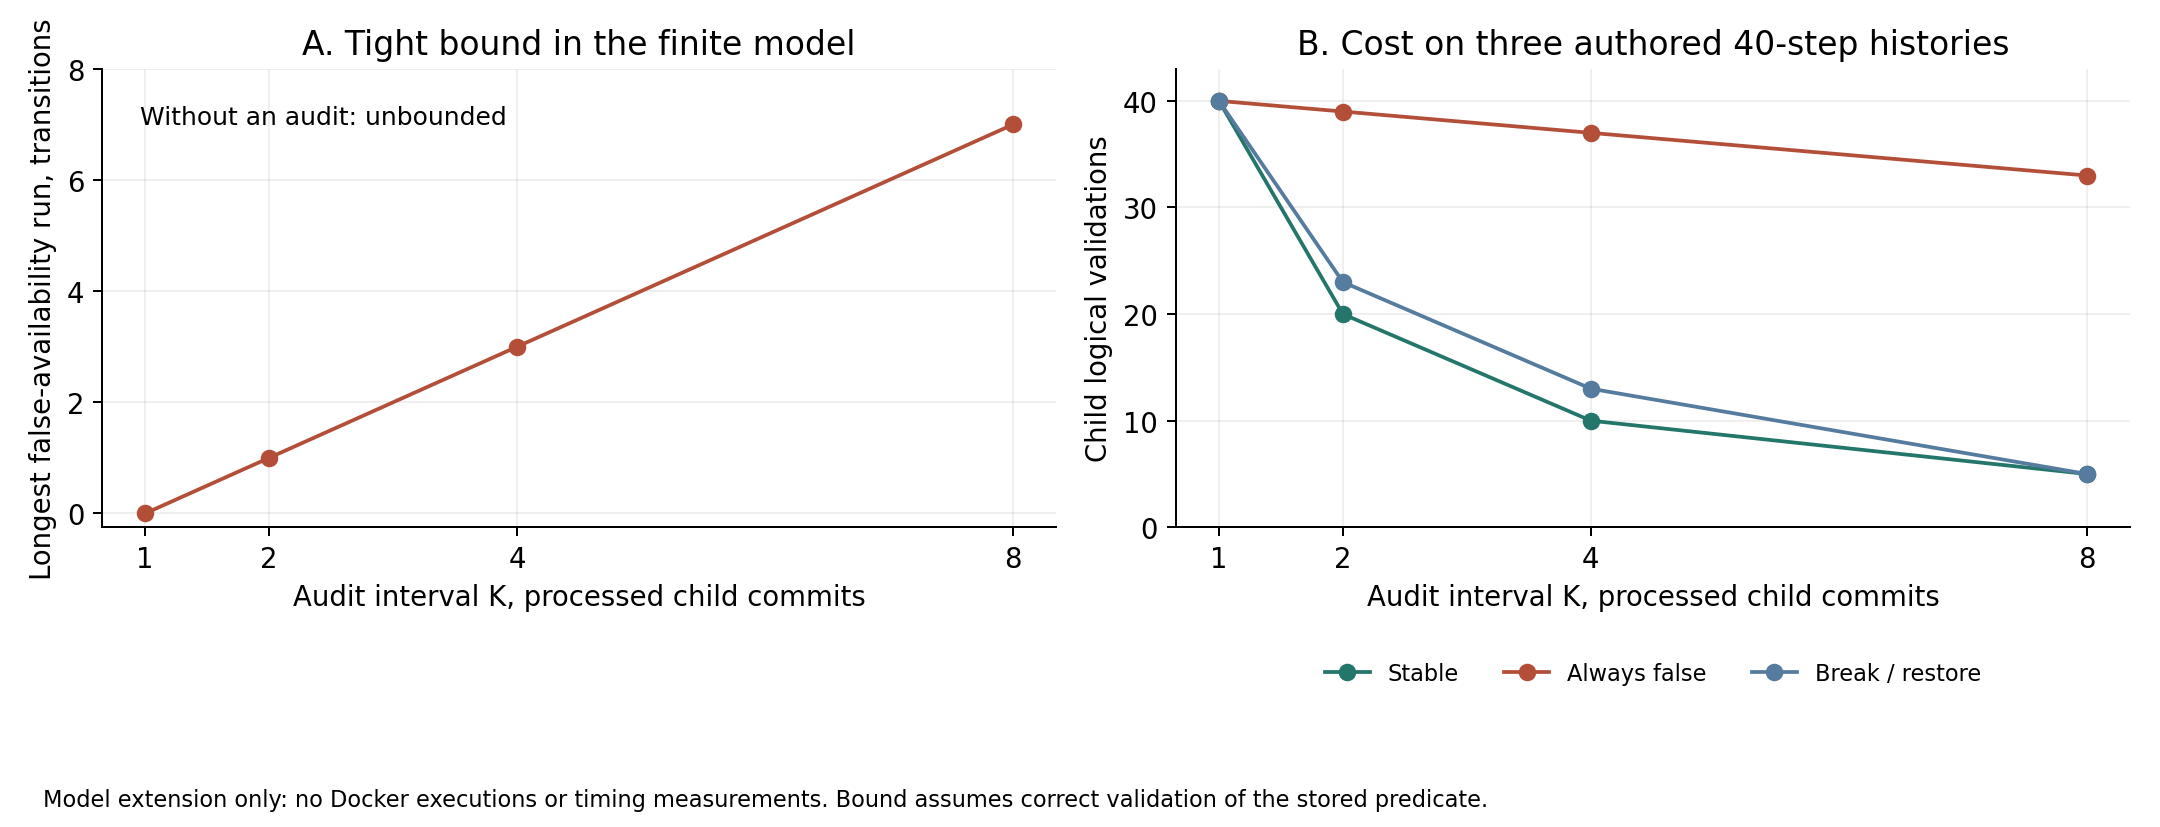 A. Tight bound in the finite model
Longest false-availability run, transitions
8
6
4
2
0
Without an audit: unbounded
1 2 4 8
Audit interval K, processed child commits
B. Cost on three authored 40-step histories
Child logical validations
40
30
20
10
0
1 2 4 8
Audit interval K, processed child commits
Stable Always false Break / restore
Model extension only: no Docker executions or timing measurements. Bound assumes correct validation of the stored predicate.